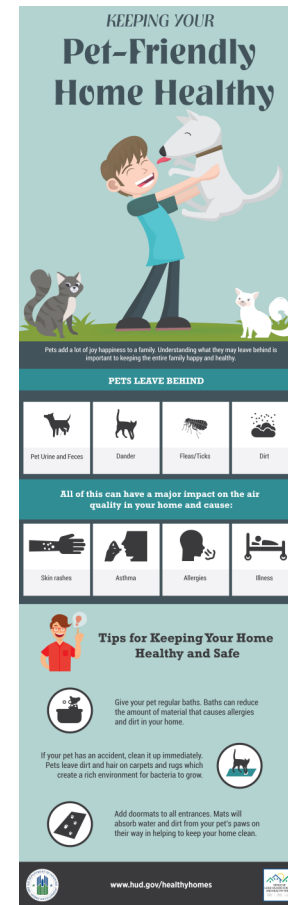 KEEPING YOUR
Pet-Friendly
Home Healthy
Pets add a lot of joy happiness to a family. Understanding what they may leave behind is
important to keeping the entire family happy and healthy.
PETS LEAVE BEHIND
Pet Urine and Feces
Dander
Fleas/Ticks
Dirt
All of this can have a major impact on the air
quality in your home and cause:
Skin rashes
Asthma
Allergies
Illness
Tips for Keeping Your Home
Healthy and Safe
Give your pet regular baths. Baths can reduce
the amount of material that causes allergies
and dirt in your home.
If your pet has an accident, clean it up immediately.
Pets leave dirt and hair on carpets and rugs which
create a rich environment for bacteria to grow.
Add doormats to all entrances. Mats will
absorb water and dirt from your pet's paws on
their way in helping to keep your home clean.
www.hud.gov/healthyhomes